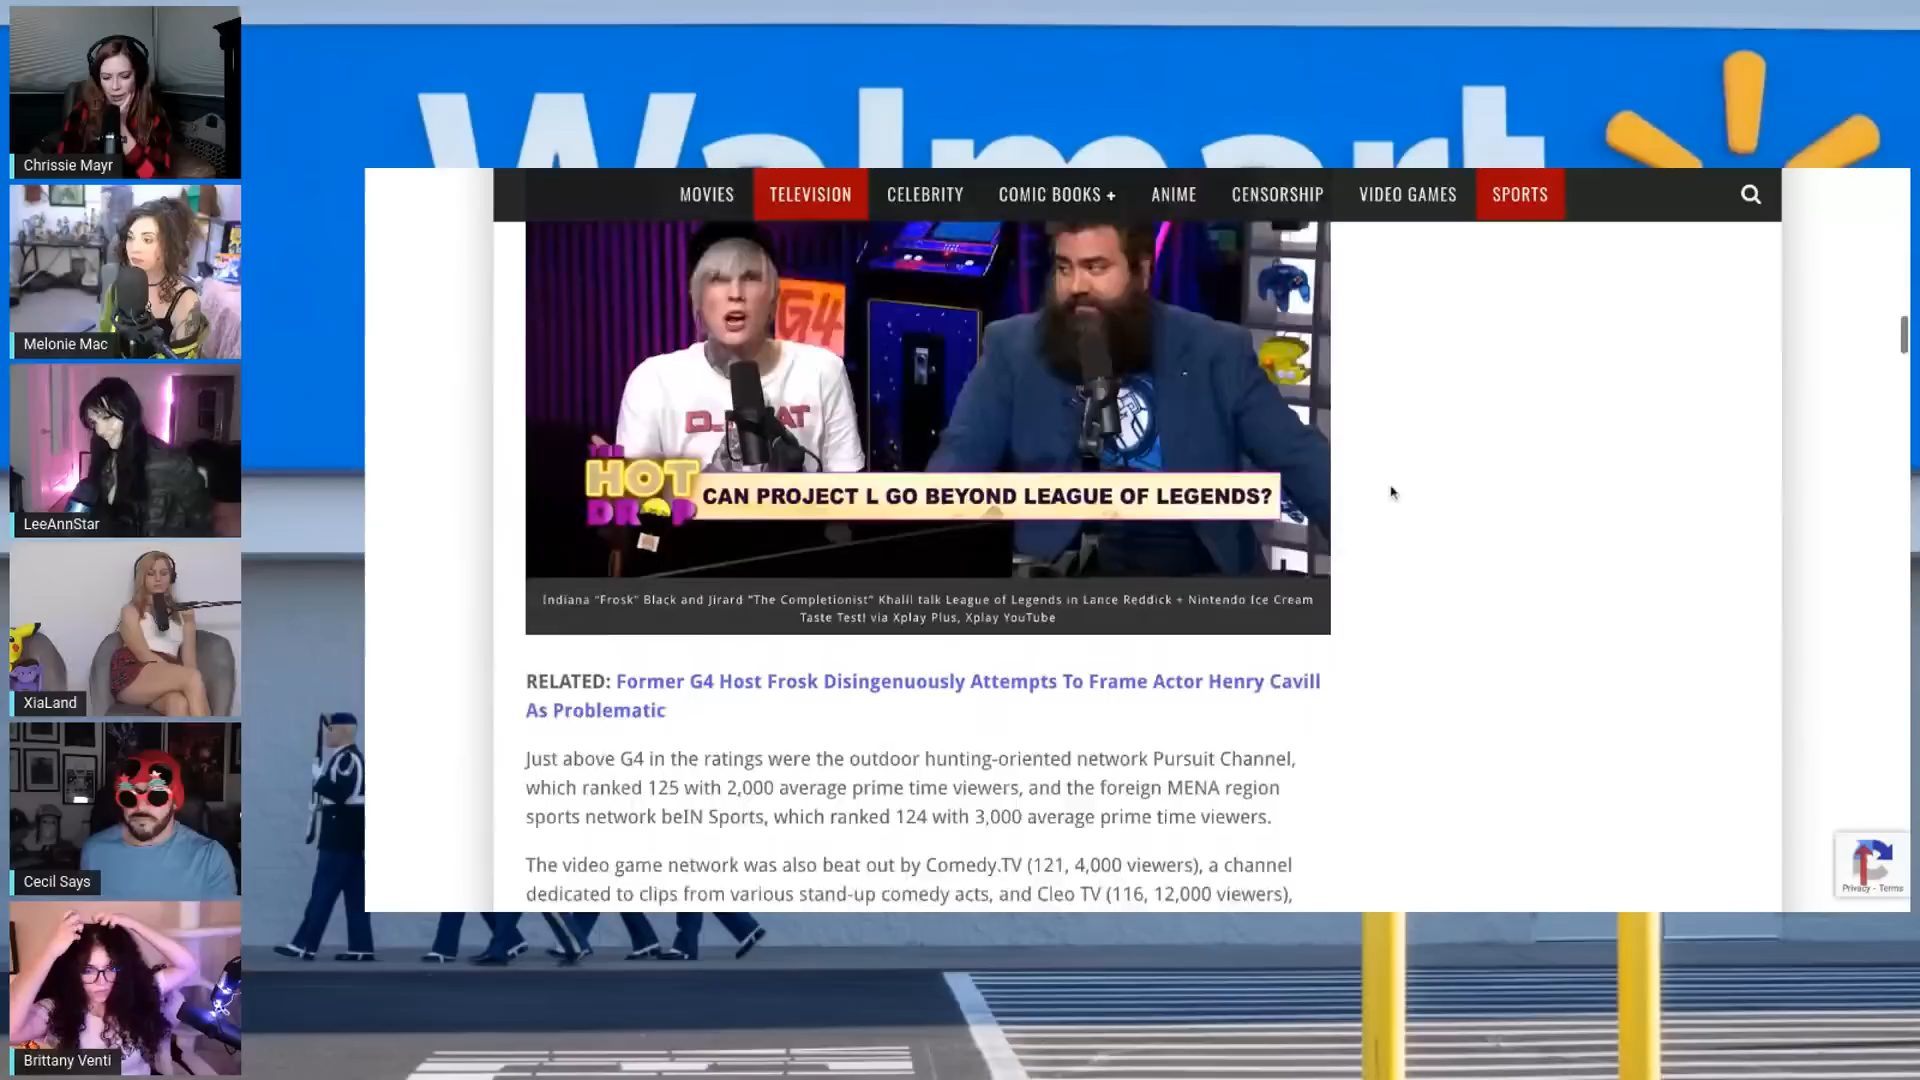 Walmart
MOVIES TELEVISION CELEBRITY COMIC BOOKS + ANIME CENSORSHIP VIDEO GAMES SPORTS
G4
THE
HOT
DROP
CAN PROJECT L GO BEYOND LEAGUE OF LEGENDS?
Indiana "Frosk" Black and Jirard "The Completionist" Khalil talk League of Legends in Lance Reddick + Nintendo Ice Cream
Taste Test! via Xplay Plus, Xplay YouTube
RELATED: Former G4 Host Frosk Disingenuously Attempts To Frame Actor Henry Cavill
As Problematic
Just above G4 in the ratings were the outdoor hunting-oriented network Pursuit Channel,
which ranked 125 with 2,000 average prime time viewers, and the foreign MENA region
sports network beIN Sports, which ranked 124 with 3,000 average prime time viewers.
The video game network was also beat out by Comedy.TV (121, 4,000 viewers), a channel
dedicated to clips from various stand-up comedy acts, and Cleo TV (116, 12,000 viewers),
Privacy - Terms
Chrissie Mayr
Melonie Mac
LeeAnnStar
XiaLand
Cecil Says
Brittany Venti